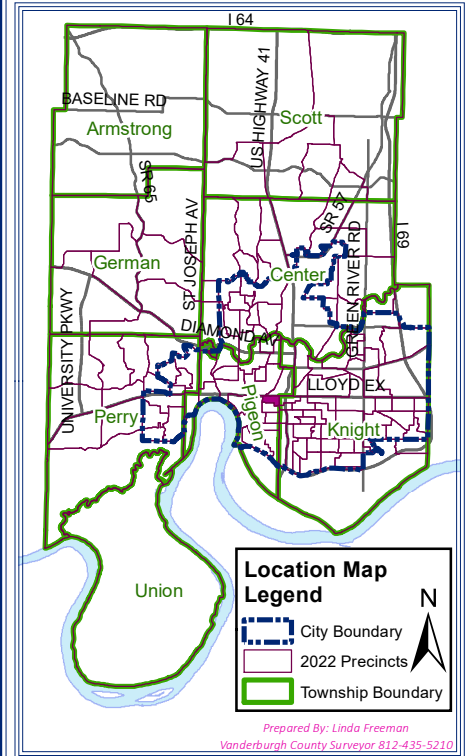 I 64
BASELINE RD
Armstrong
US HIGHWAY 41
Scott
SR 65
ST JOSEPH AV
German
UNIVERSITY PKWY
Center
SR 57
GREEN RIVER RD
I 69
DIAMOND AV
LLOYD EX
Perry
Pigeon
Knight
Union
Location Map
Legend
N
City Boundary
2022 Precincts
Township Boundary
Prepared By: Linda Freeman
Vanderburgh County Surveyor 812-435-5210